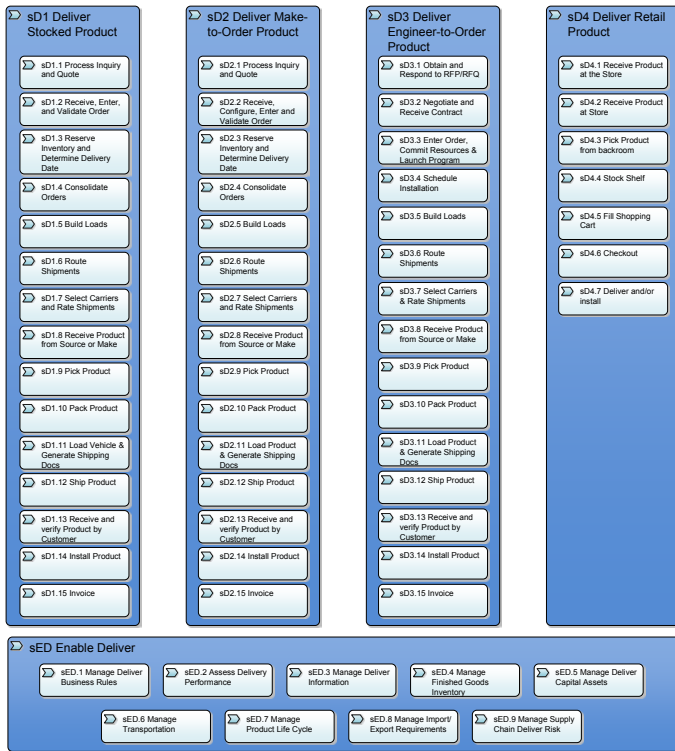 sD1 Deliver
Stocked Product
sD1.1 Process Inquiry
and Quote
sD1.2 Receive, Enter,
and Validate Order
sD1.3 Reserve
Inventory and
Determine Delivery
Date
sD1.4 Consolidate
Orders
sD1.5 Build Loads
sD1.6 Route
Shipments
sD1.7 Select Carriers
and Rate Shipments
sD1.8 Receive Product
from Source or Make
sD1.9 Pick Product
sD1.10 Pack Product
sD1.11 Load Vehicle &
Generate Shipping
Docs
sD1.12 Ship Product
sD1.13 Receive and
verify Product by
Customer
sD1.14 Install Product
sD1.15 Invoice
sD2 Deliver Make-
to-Order Product
sD2.1 Process Inquiry
and Quote
sD2.2 Receive,
Configure, Enter and
Validate Order
sD2.3 Reserve
Inventory and
Determine Delivery
Date
sD2.4 Consolidate
Orders
sD2.5 Build Loads
sD2.6 Route
Shipments
sD2.7 Select Carriers
and Rate Shipments
sD2.8 Receive Product
from Source or Make
sD2.9 Pick Product
sD2.10 Pack Product
sD2.11 Load Product
& Generate Shipping
Docs
sD2.12 Ship Product
sD2.13 Receive and
verify Product by
Customer
sD2.14 Install Product
sD2.15 Invoice
sD3 Deliver
Engineer-to-Order
Product
sD3.1 Obtain and
Respond to RFP/RFQ
sD3.2 Negotiate and
Receive Contract
sD3.3 Enter Order,
Commit Resources &
Launch Program
sD3.4 Schedule
Installation
sD3.5 Build Loads
sD3.6 Route
Shipments
sD3.7 Select Carriers
& Rate Shipments
sD3.8 Receive Product
from Source or Make
sD3.9 Pick Product
sD3.10 Pack Product
sD3.11 Load Product
& Generate Shipping
Docs
sD3.12 Ship Product
sD3.13 Receive and
verify Product by
Customer
sD3.14 Install Product
sD3.15 Invoice
sD4 Deliver Retail
Product
sD4.1 Receive Product
at the Store
sD4.2 Receive Product
at Store
sD4.3 Pick Product
from backroom
sD4.4 Stock Shelf
sD4.5 Fill Shopping
Cart
sD4.6 Checkout
sD4.7 Deliver and/or
install
sED Enable Deliver
sED.1 Manage Deliver
Business Rules
sED.2 Assess Delivery
Performance
sED.3 Manage Deliver
Information
sED.4 Manage
Finished Goods
Inventory
sED.5 Manage Deliver
Capital Assets
sED.6 Manage
Transportation
sED.7 Manage
Product Life Cycle
sED.8 Manage Import/
Export Requirements
sED.9 Manage Supply
Chain Deliver Risk